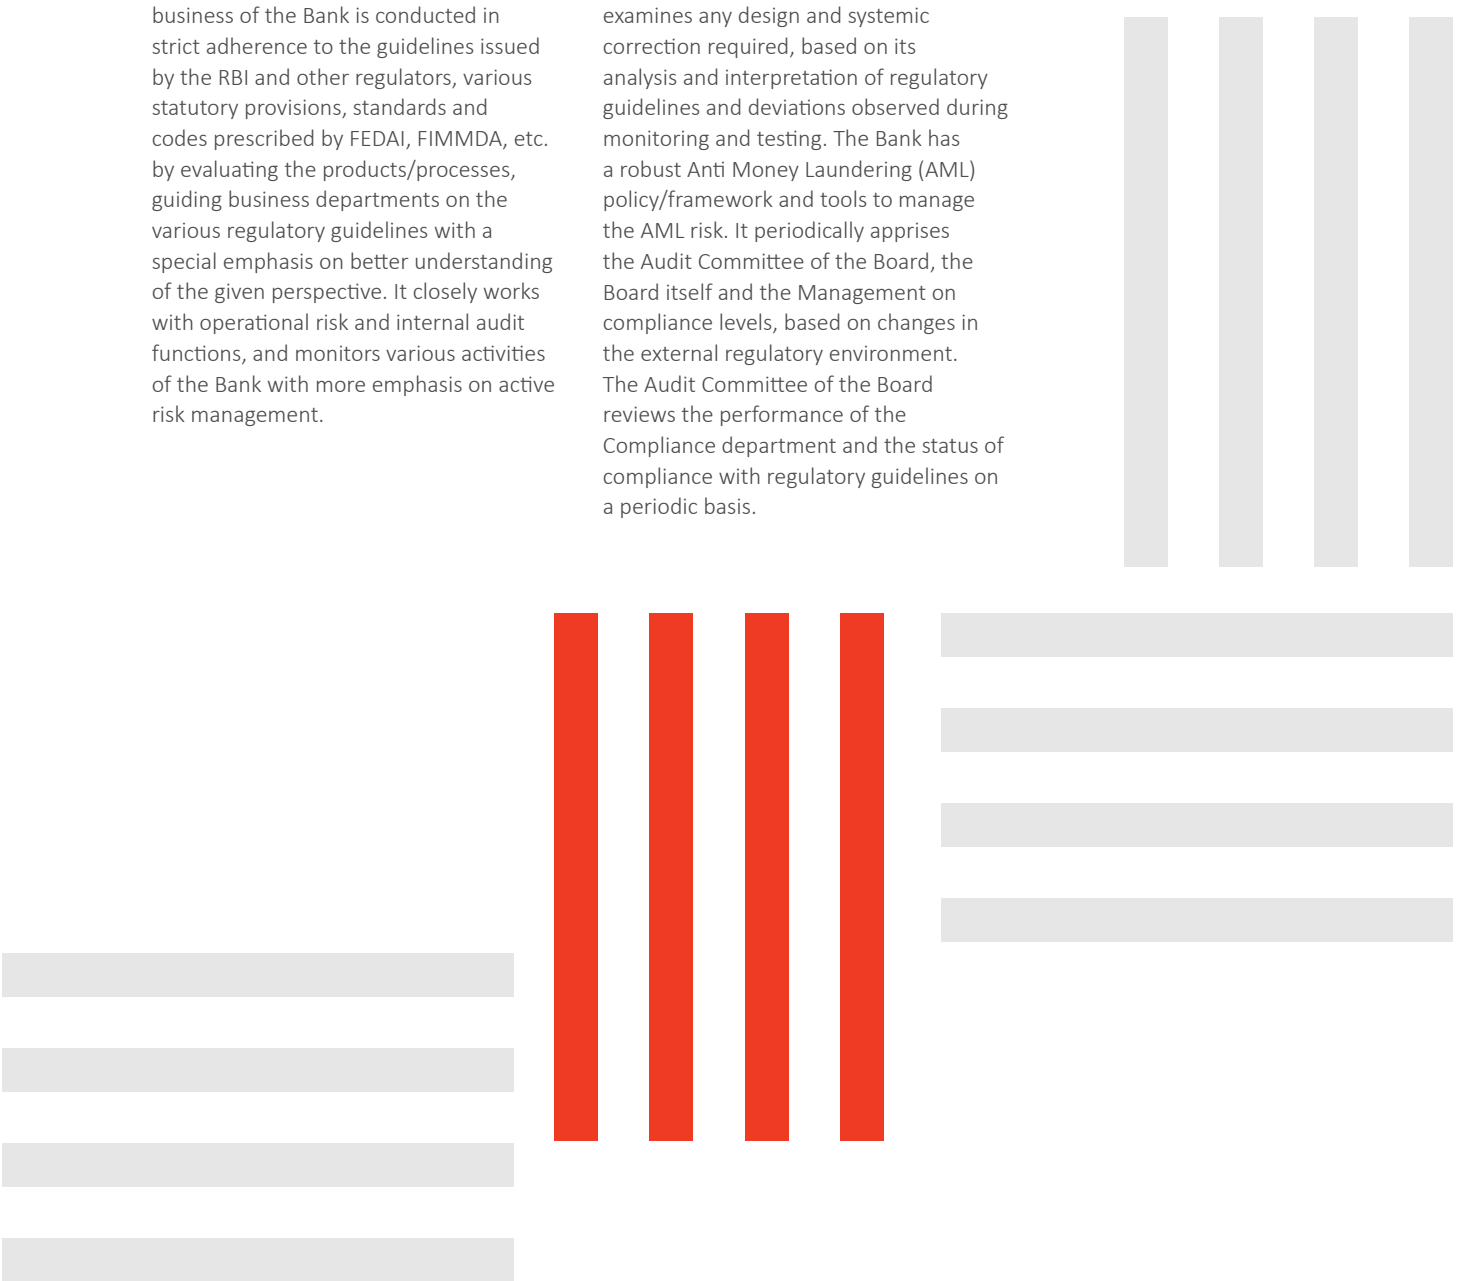 business of the Bank is conducted in
strict adherence to the guidelines issued
by the RBI and other regulators, various
statutory provisions, standards and
codes prescribed by FEDAI, FIMMDA, etc.
by evaluating the products/processes,
guiding business departments on the
various regulatory guidelines with a
special emphasis on better understanding
of the given perspective. It closely works
with operational risk and internal audit
functions, and monitors various activities
of the Bank with more emphasis on active
risk management.
examines any design and systemic
correction required, based on its
analysis and interpretation of regulatory
guidelines and deviations observed during
monitoring and testing. The Bank has
a robust Anti Money Laundering (AML)
policy/framework and tools to manage
the AML risk. It periodically apprises
the Audit Committee of the Board, the
Board itself and the Management on
compliance levels, based on changes in
the external regulatory environment.
The Audit Committee of the Board
reviews the performance of the
Compliance department and the status of
compliance with regulatory guidelines on
a periodic basis.